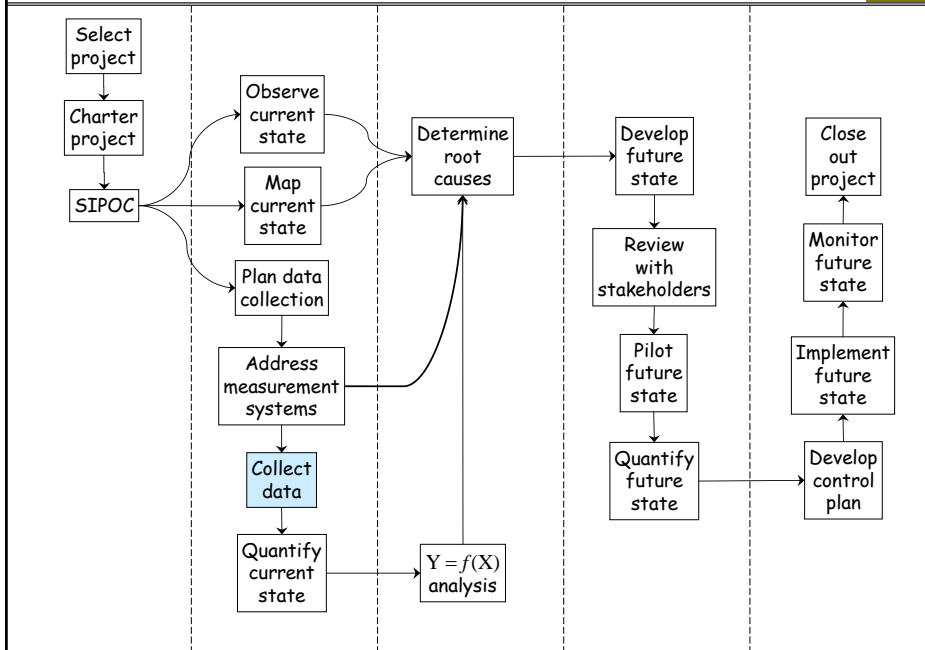 Select
project
Charter
project
SIPOC
Observe
current
state
Map
current
state
Plan data
collection
Address
measurement
systems
Collect
data
Quantify
current
state
Determine
root
causes
Y = f(X)
analysis
Develop
future
state
Review
with
stakeholders
Pilot
future
state
Quantify
future
state
Close
out
project
Monitor
future
state
Implement
future
state
Develop
control
plan